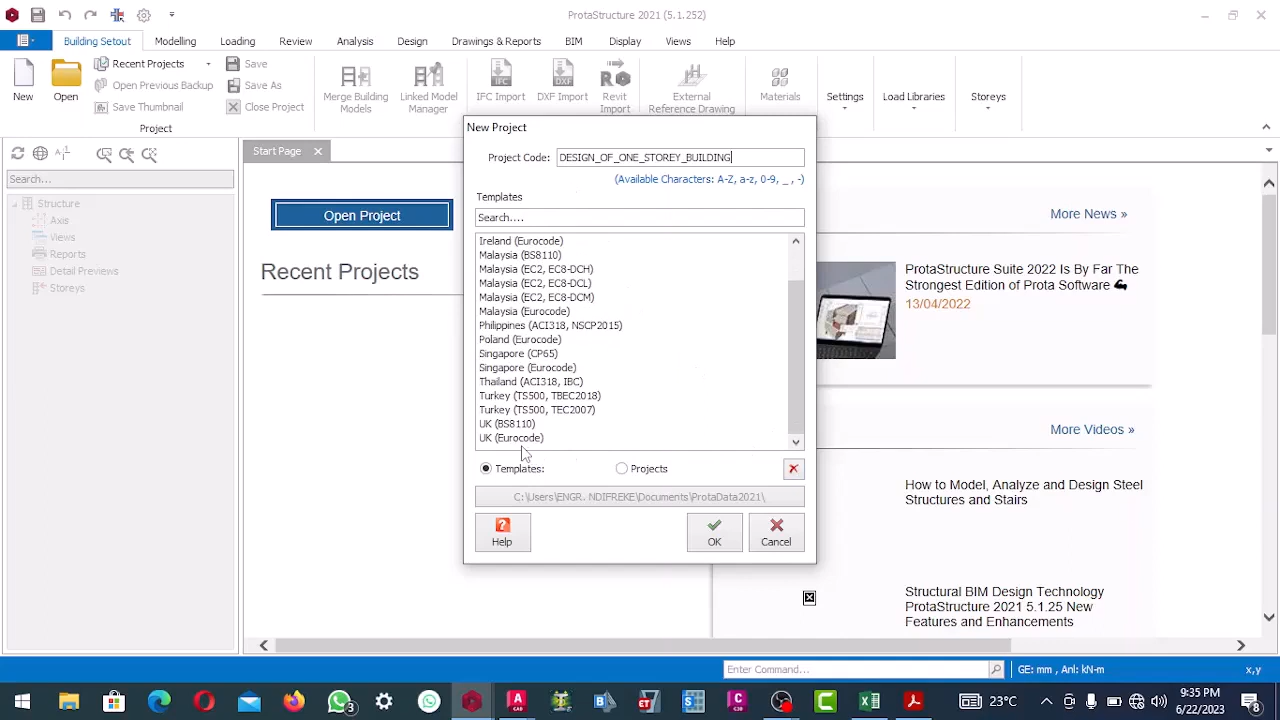 ProtaStructure 2021 (5.1.252)
Building Setout Modelling Loading Review Analysis Design Drawings & Reports BIM Display Views Help
New
Open
Recent Projects
Open Previous Backup
Save Thumbnail
Save
Save As
Close Project
Project
Merge Building
Models
Linked Model
Manager
IFC Import
DXF Import
Revit
Import
External
Reference Drawing
Materials
Settings
Load Libraries
Storeys
Search...
Structure
Axis
Views
Reports
Detail Previews
Storeys
Start Page
Open Project
Recent Projects
New Project
Project Code: DESIGN_OF_ONE_STOREY_BUILDING
(Available Characters: A-Z, a-z, 0-9, _ , -)
Templates
Search....
Ireland (Eurocode)
Malaysia (BS8110)
Malaysia (EC2, EC8-DCH)
Malaysia (EC2, EC8-DCL)
Malaysia (EC2, EC8-DCM)
Malaysia (Eurocode)
Philippines (ACI318, NSCP2015)
Poland (Eurocode)
Singapore (CP65)
Singapore (Eurocode)
Thailand (ACI318, IBC)
Turkey (TS500, TBEC2018)
Turkey (TS500, TEC2007)
UK (BS8110)
UK (Eurocode)
Templates:
Projects
C:\Users\ENGR. NDIFREKE\Documents\ProtaData2021\
Help
OK
Cancel
More News »
ProtaStructure Suite 2022 Is By Far The
Strongest Edition of Prota Software
13/04/2022
More Videos »
How to Model, Analyze and Design Steel
Structures and Stairs
Structural BIM Design Technology
ProtaStructure 2021 5.1.25 New
Features and Enhancements
Enter Command...
GE: mm , Anl: kN-m
x,y
23°C
9:35 PM
6/22/2023